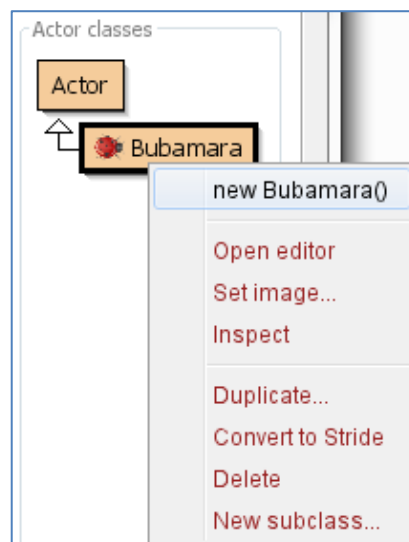 Actor classes
Actor
Bubamara
new Bubamara()
Open editor
Set image...
Inspect
Duplicate...
Convert to Stride
Delete
New subclass...